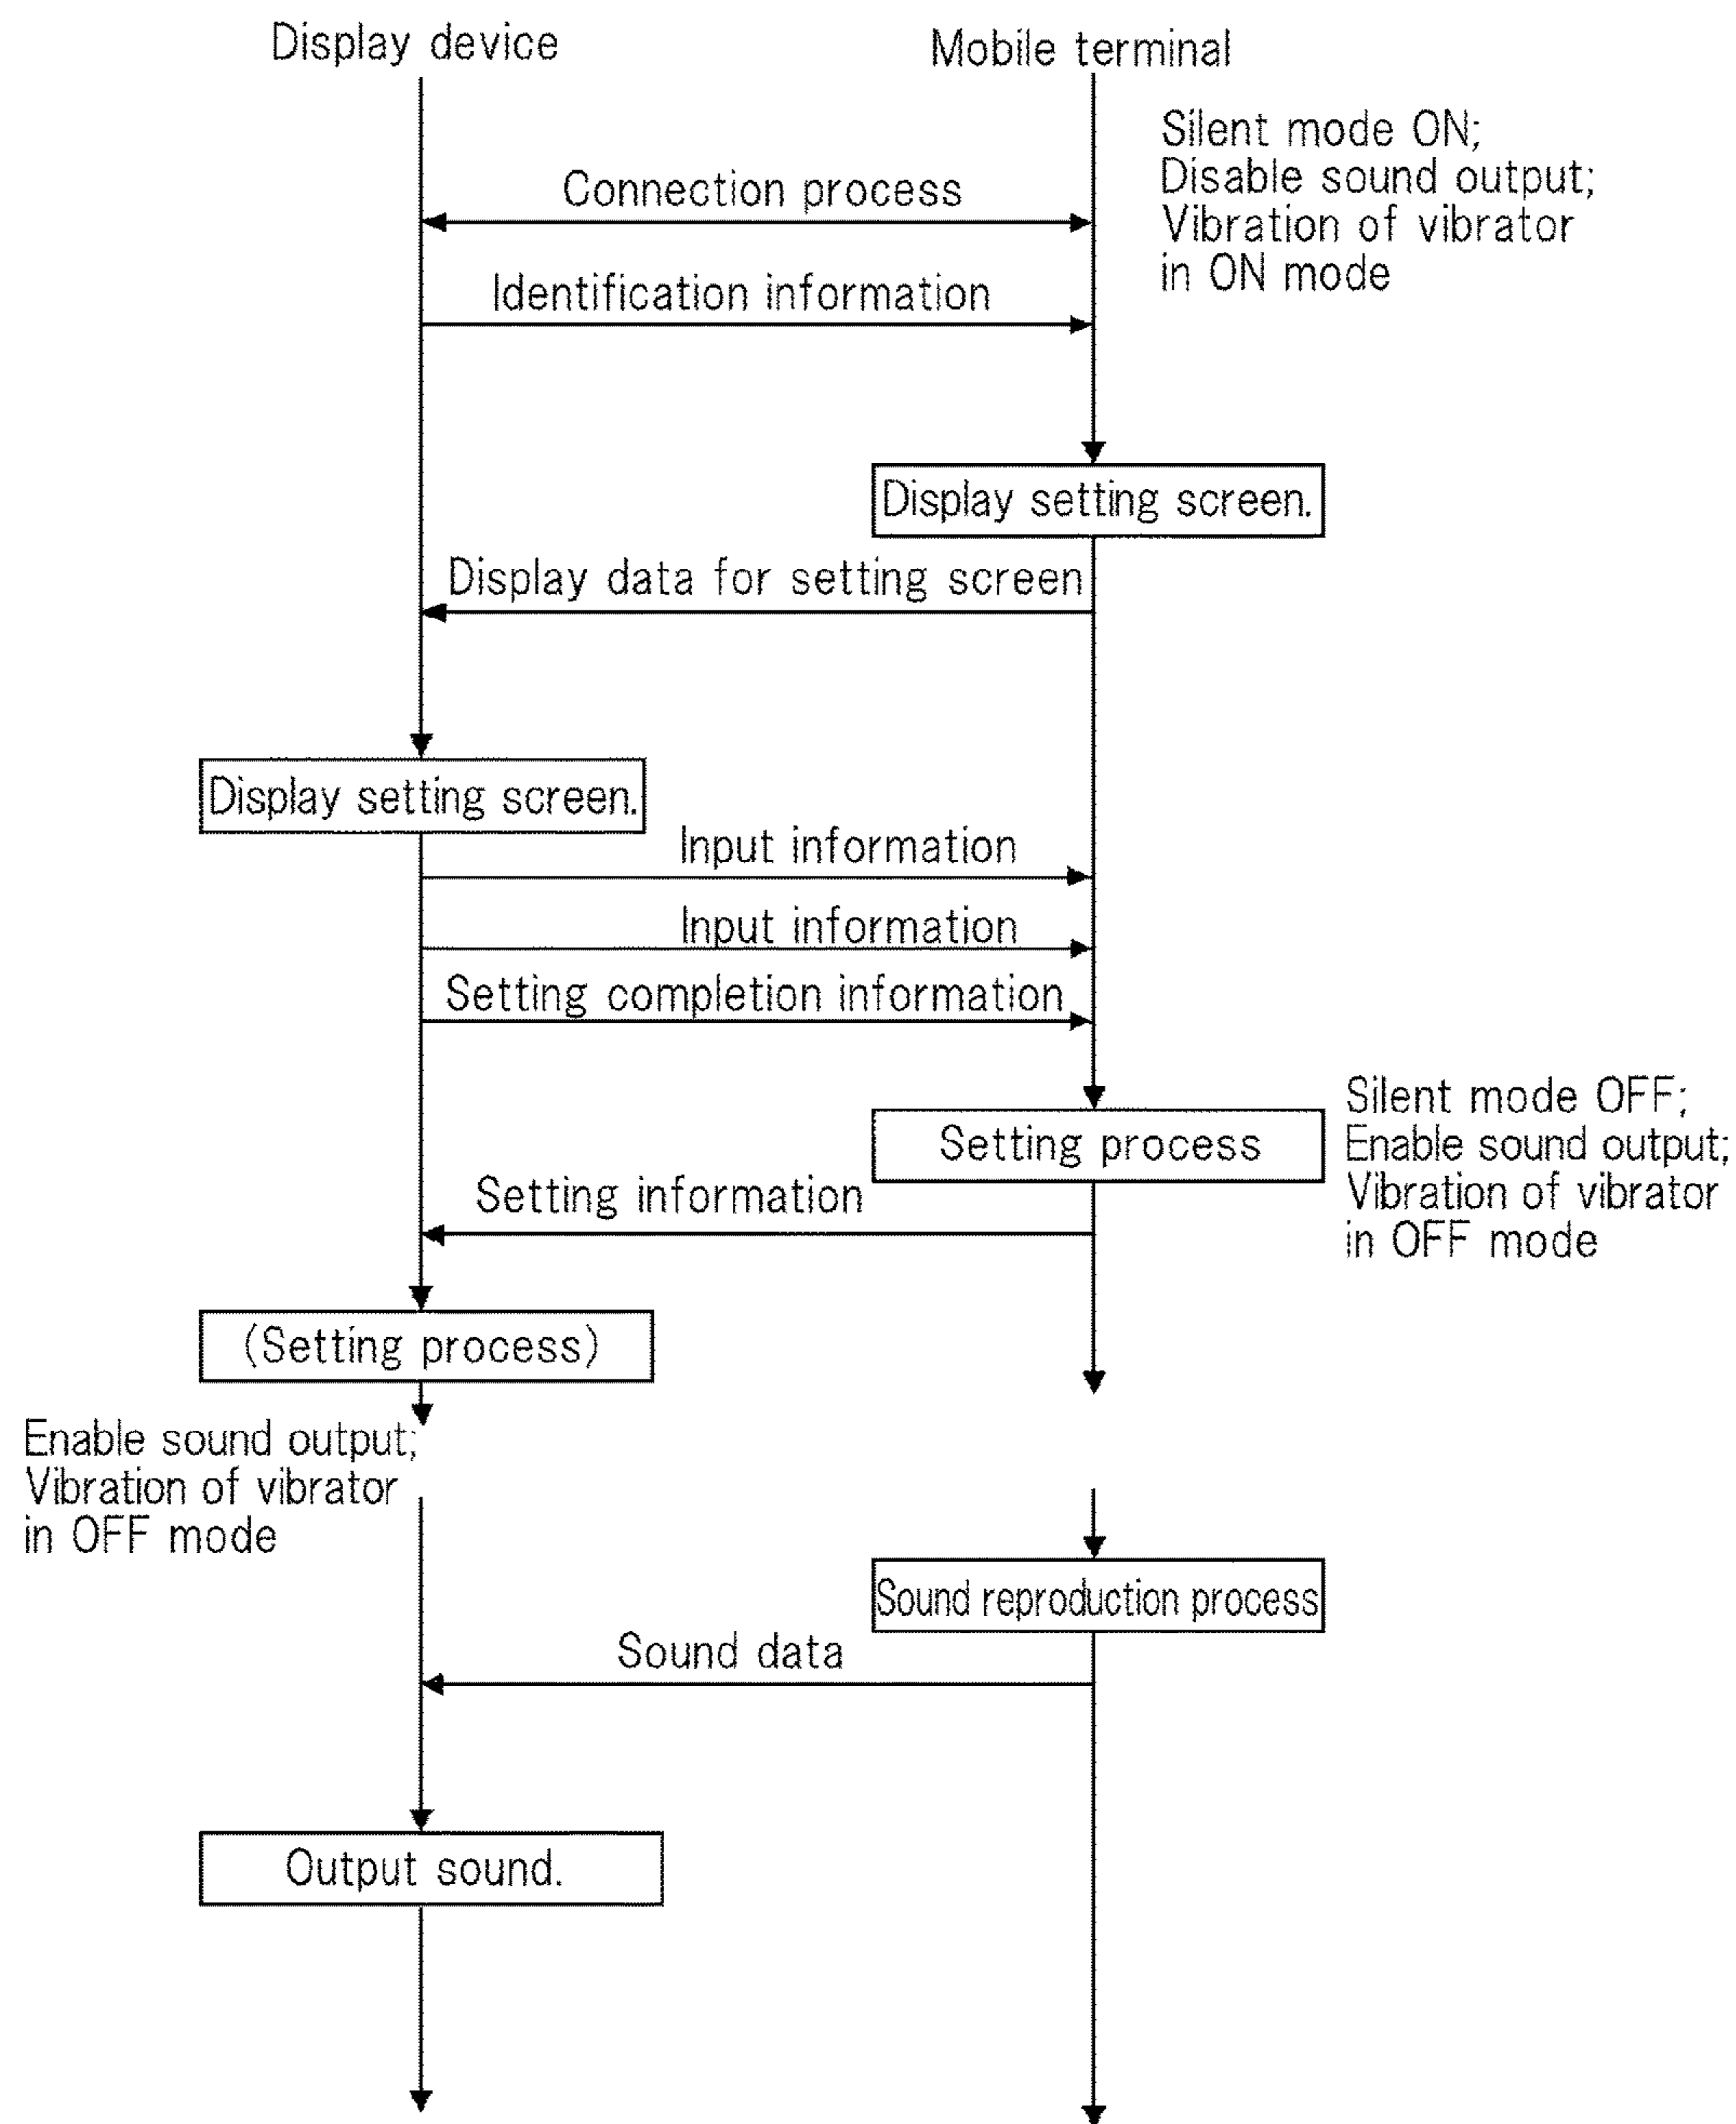 Display device
Mobile terminal
Silent mode ON;
Disable sound output;
Vibration of vibrator
in ON mode
Connection process
Identification information
Display setting screen.
Display data for setting screen
Display setting screen.
Input information
Input information
Setting completion information
Silent mode OFF;
Enable sound output;
Vibration of vibrator
in OFF mode
Setting process
Setting information
(Setting process)
Enable sound output;
Vibration of vibrator
in OFF mode
Sound reproduction process
Sound data
Output sound.